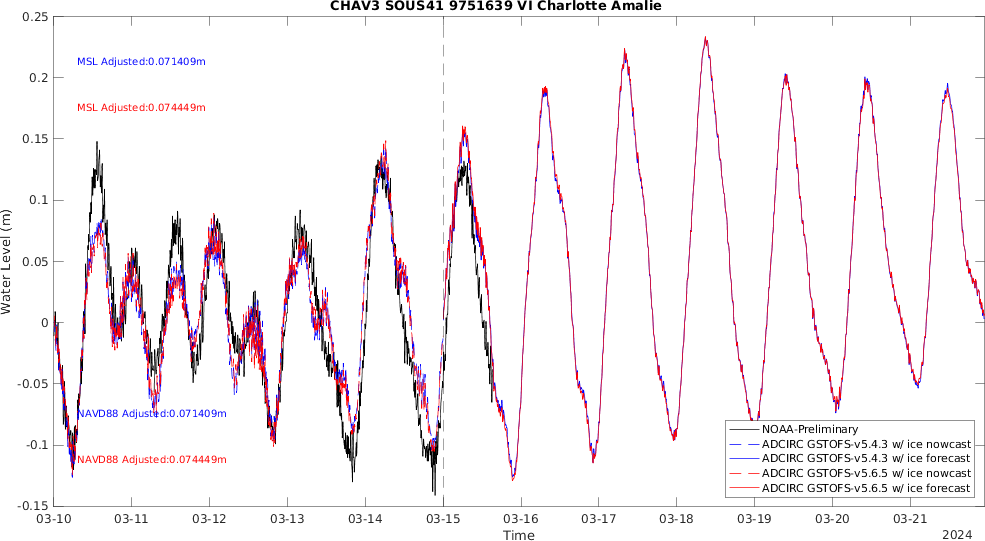 CHAV3 SOUS41 9751639 VI Charlotte Amalie
0.25
0.2
0.15
0.1
0.05
0
-0.05
-0.1
-0.15
Water Level (m)
MSL Adjusted:0.071409m
MSL Adjusted:0.074449m
NAVD88 Adjusted:0.071409m
NAVD88 Adjusted:0.074449m
NOAA-Preliminary
ADCIRC GSTOFS-v5.4.3 w/ ice nowcast
ADCIRC GSTOFS-v5.4.3 w/ ice forecast
ADCIRC GSTOFS-v5.6.5 w/ ice nowcast
ADCIRC GSTOFS-v5.6.5 w/ ice forecast
03-10 03-11 03-12 03-13 03-14 03-15 03-16 03-17 03-18 03-19 03-20 03-21
Time
2024